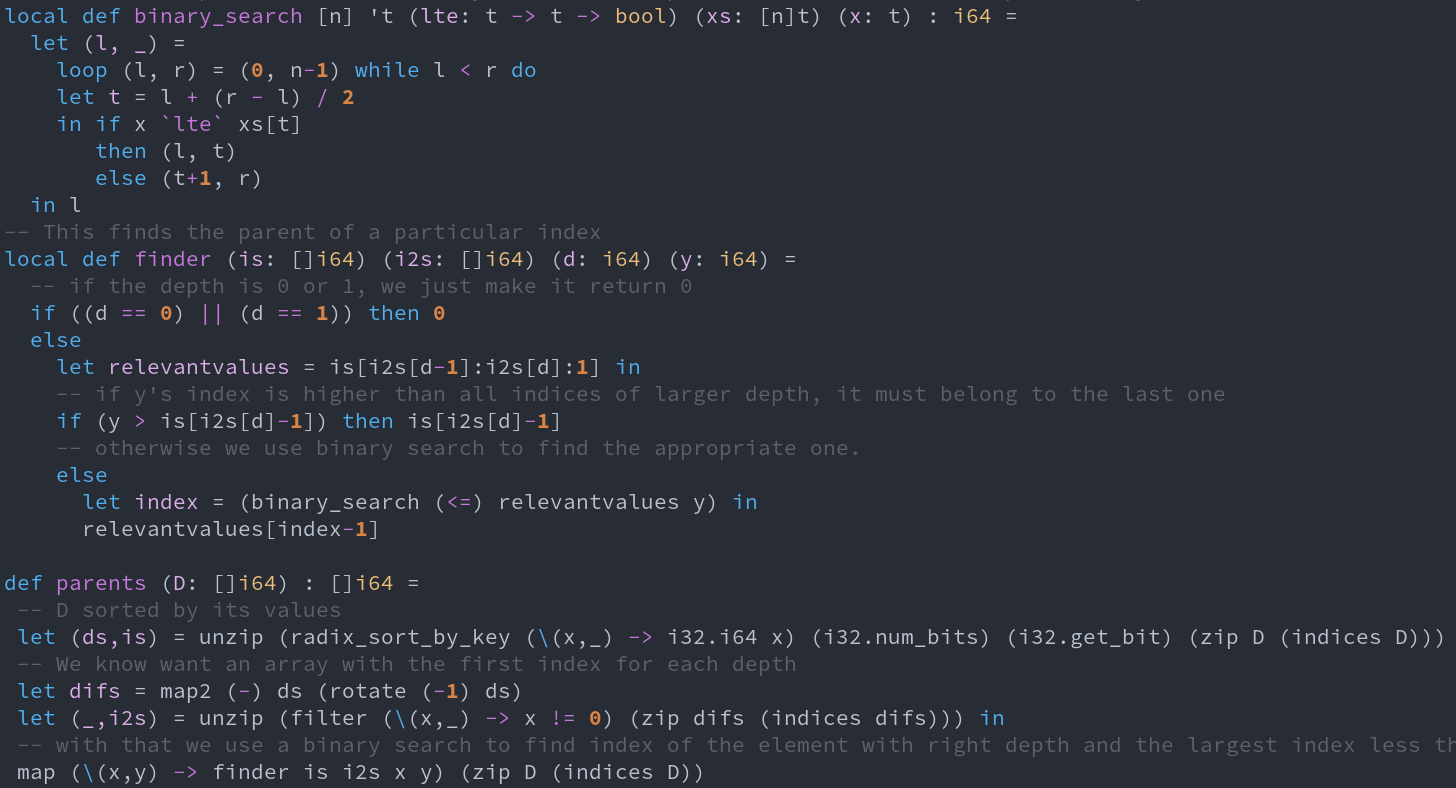 local def binary_search [n] 't (lte: t -> t -> bool) (xs: [n]t) (x: t) : i64 =
  let (l, _) =
    loop (l, r) = (0, n-1) while l < r do
    let t = l + (r - l) / 2
    in if x `lte` xs[t]
       then (l, t)
       else (t+1, r)
  in l
-- This finds the parent of a particular index
local def finder (is: []i64) (i2s: []i64) (d: i64) (y: i64) =
  -- if the depth is 0 or 1, we just make it return 0
  if ((d == 0) || (d == 1)) then 0
  else
    let relevantvalues = is[i2s[d-1]:i2s[d]:1] in
    -- if y's index is higher than all indices of larger depth, it must belong to the last one
    if (y > is[i2s[d]-1]) then is[i2s[d]-1]
    -- otherwise we use binary search to find the appropriate one.
    else
      let index = (binary_search (<=) relevantvalues y) in
      relevantvalues[index-1]

def parents (D: []i64) : []i64 =
 -- D sorted by its values
 let (ds,is) = unzip (radix_sort_by_key (\(x,_) -> i32.i64 x) (i32.num_bits) (i32.get_bit) (zip D (indices D)))
 -- We know want an array with the first index for each depth
 let difs = map2 (-) ds (rotate (-1) ds)
 let (_,i2s) = unzip (filter (\(x,_) -> x != 0) (zip difs (indices difs))) in
 -- with that we use a binary search to find index of the element with right depth and the largest index less
 map (\(x,y) -> finder is i2s x y) (zip D (indices D))